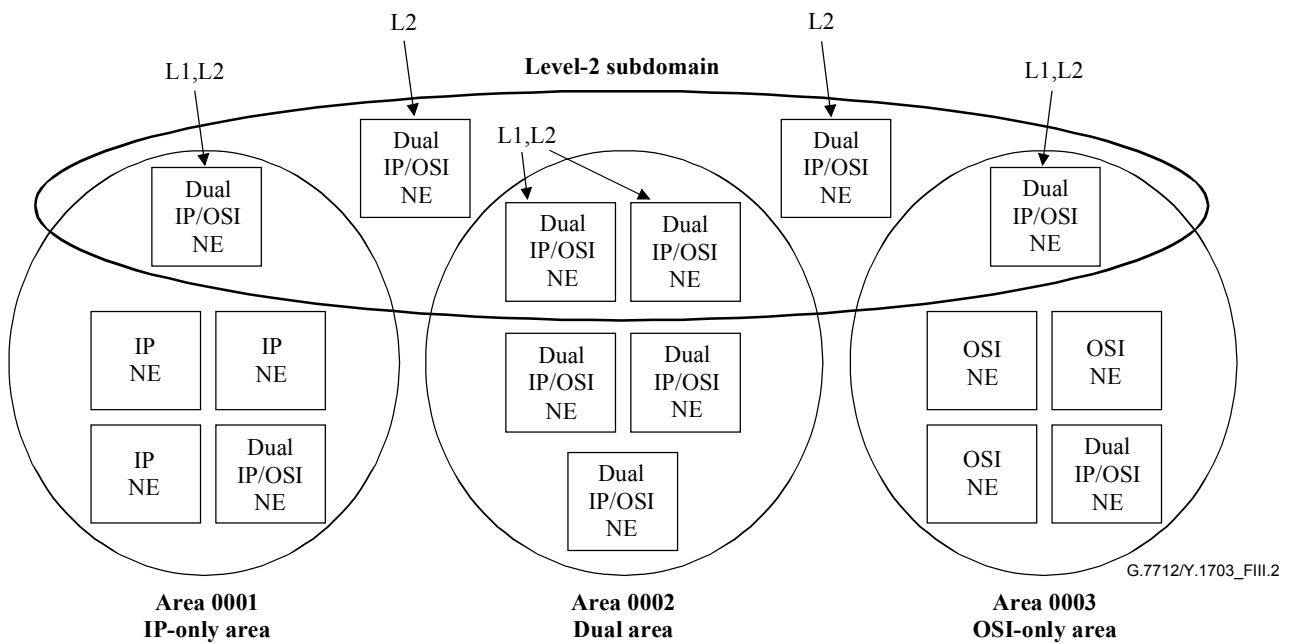 L2
L2
Level-2 subdomain
L1,L2
L1,L2
L1,L2
Dual
IP/OSI
NE
Dual
IP/OSI
NE
Dual
IP/OSI
NE
Dual
IP/OSI
NE
Dual
IP/OSI
NE
Dual
IP/OSI
NE
IP
NE
IP
NE
IP
NE
Dual
IP/OSI
NE
Dual
IP/OSI
NE
Dual
IP/OSI
NE
Dual
IP/OSI
NE
OSI
NE
OSI
NE
OSI
NE
Dual
IP/OSI
NE
G.7712/Y.1703_FIII.2
Area 0001
IP-only area
Area 0002
Dual area
Area 0003
OSI-only area